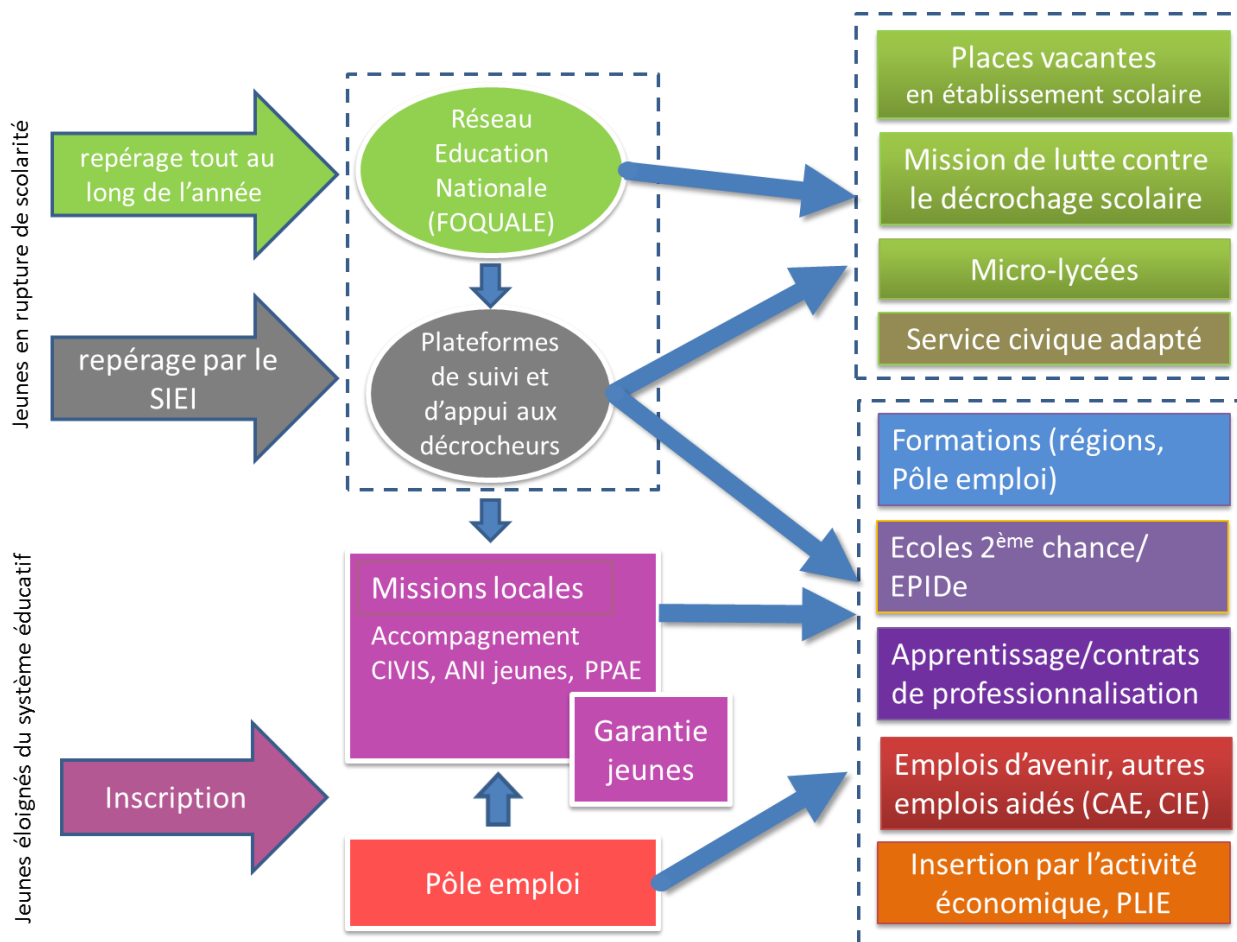 Jeunes en rupture de scolarité
repérage tout au
long de l'année
Réseau
Education
Nationale
(FOQUALE)
Places vacantes
en établissement scolaire
Mission de lutte contre
le décrochage scolaire
Micro-lycées
Service civique adapté
repérage par le
SIEI
Plateformes
de suivi et
d'appui aux
décrocheurs
Formations (régions,
Pôle emploi)
Ecoles 2ème chance/
EPIDe
Apprentissage/contrats
de professionnalisation
Emplois d'avenir, autres
emplois aidés (CAE, CIE)
Insertion par l'activité
économique, PLIE
Jeunes éloignés du système éducatif
Inscription
Missions locales
Accompagnement
CIVIS, ANI jeunes, PPAE
Garantie
jeunes
Pôle emploi